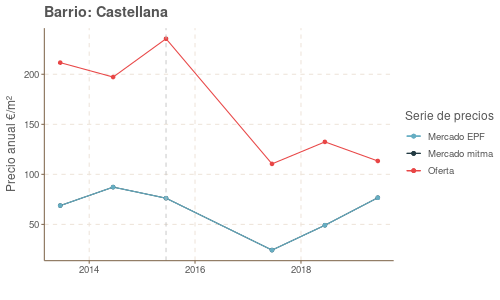 Barrio: Castellana
Precio anual €/m²
200
150
100
50
2014
2016
2018
Serie de precios
Mercado EPF
Mercado mitma
Oferta